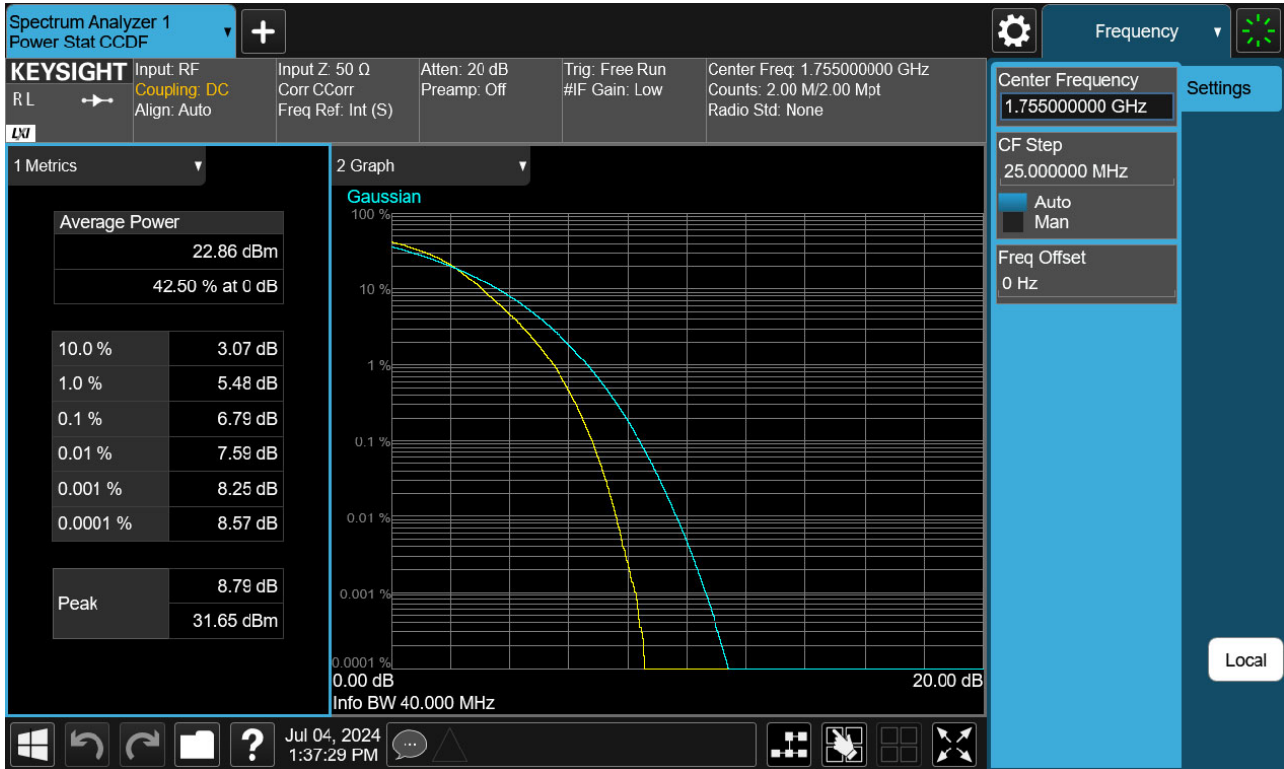 Spectrum Analyzer 1
Power Stat CCDF
+
Frequency
KEYSIGHT
R L
LXI
Input: RF
Coupling: DC
Align: Auto
Input Z: 50 Ω
Corr CCorr
Freq Ref: Int (S)
Atten: 20 dB
Preamp: Off
Trig: Free Run
#IF Gain: Low
Center Freq: 1.755000000 GHz
Counts: 2.00 M/2.00 Mpt
Radio Std: None
Center Frequency
1.755000000 GHz
Settings
CF Step
25.000000 MHz
Auto
Man
Freq Offset
0 Hz
1 Metrics
Average Power
22.86 dBm
42.50 % at 0 dB
10.0 % 3.07 dB
1.0 % 5.48 dB
0.1 % 6.79 dB
0.01 % 7.59 dB
0.001 % 8.25 dB
0.0001 % 8.57 dB
Peak
8.79 dB
31.65 dBm
2 Graph
Gaussian
100 %
10 %
1 %
0.1 %
0.01 %
0.001 %
0.0001 %
0.00 dB 20.00 dB
Info BW 40.000 MHz
Local
?
Jul 04, 2024
1:37:29 PM